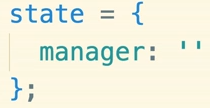 state = {
manager: ''
};